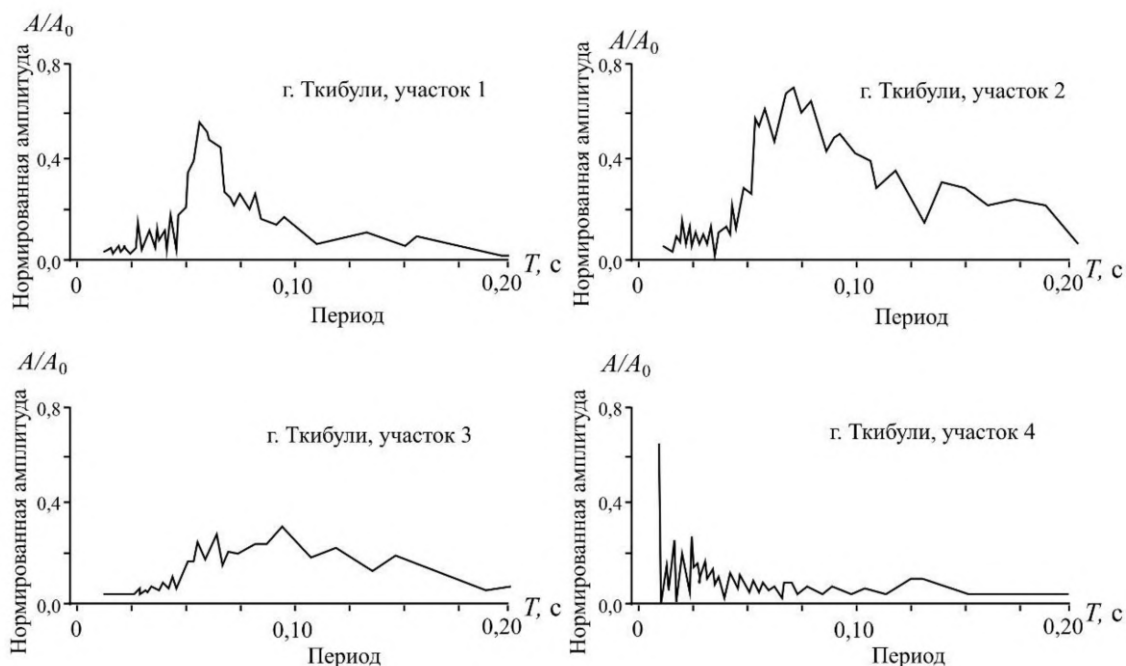 A/A₀
Нормированная амплитуда
0,8
0,4
0,0
г. Ткибули, участок 1
0
0,10
0,20
T, с
Период
A/A₀
Нормированная амплитуда
0,8
0,4
0,0
г. Ткибули, участок 2
0
0,10
0,20
T, с
Период
A/A₀
Нормированная амплитуда
0,8
0,4
0,0
г. Ткибули, участок 3
0
0,10
0,20
T, с
Период
A/A₀
Нормированная амплитуда
0,8
0,4
0,0
г. Ткибули, участок 4
0
0,10
0,20
T, с
Период